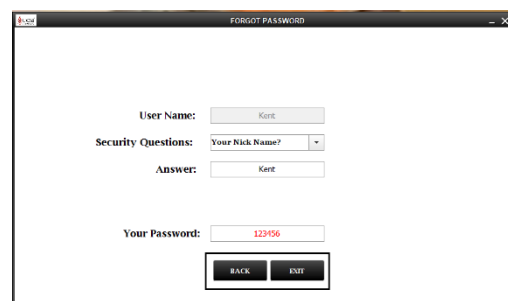 FORGOT PASSWORD
User Name: Kent
Security Questions: Your Nick Name?
Answer: Kent
Your Password: 123456
BACK EXIT